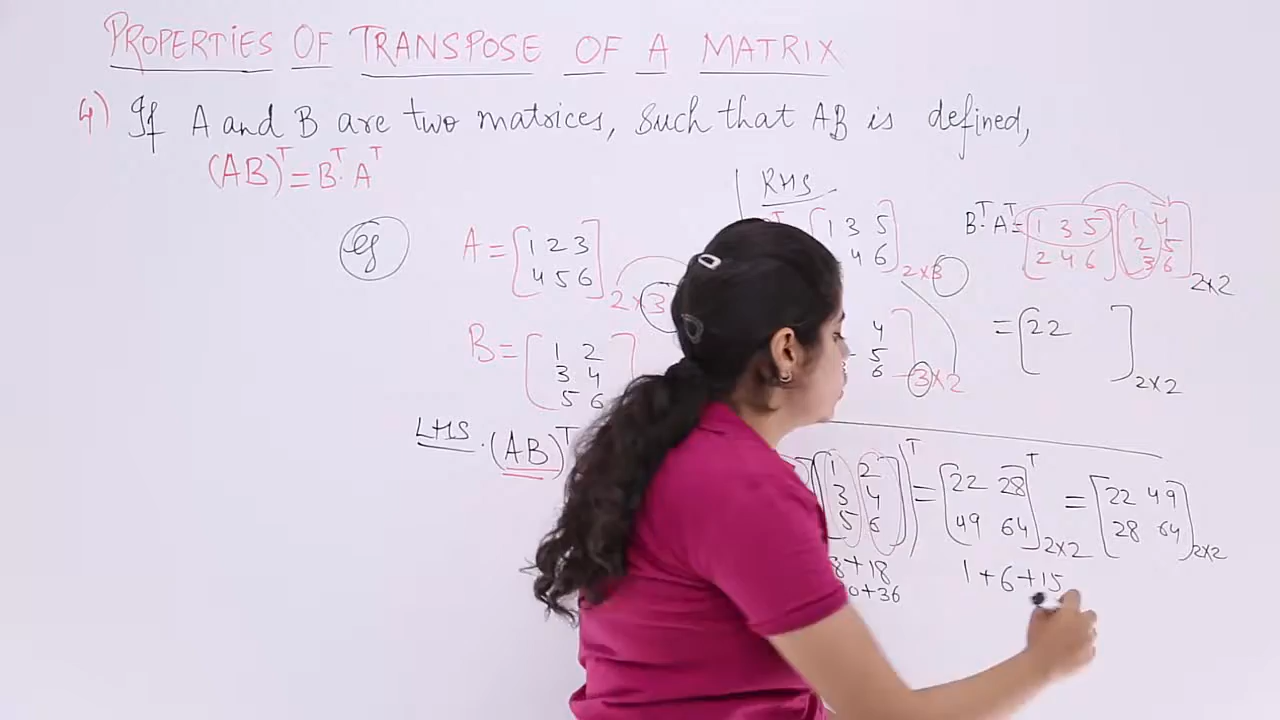 PROPERTIES OF TRANSPOSE OF A MATRIX
4) If A and B are two matrices, such that AB is defined,
(AB)ᵀ = Bᵀ. Aᵀ
eg
A = [1 2 3
4 5 6] 2 × 3
B = [1 2
3 4
5 6]
LHS . (AB)ᵀ
RHS
[1 3 5
4 6] 2 × 3
4
5
6] 3 × 2
Bᵀ. Aᵀ = [1 3 5
2 4 6] [1 4
2 5
3 6] 2×2
= [22 ] 2×2
[1 2
3 4
5 6])ᵀ = [22 28
49 64]ᵀ 2×2 = [22 49
28 64] 2×2
8+18
0+36
1+6+15